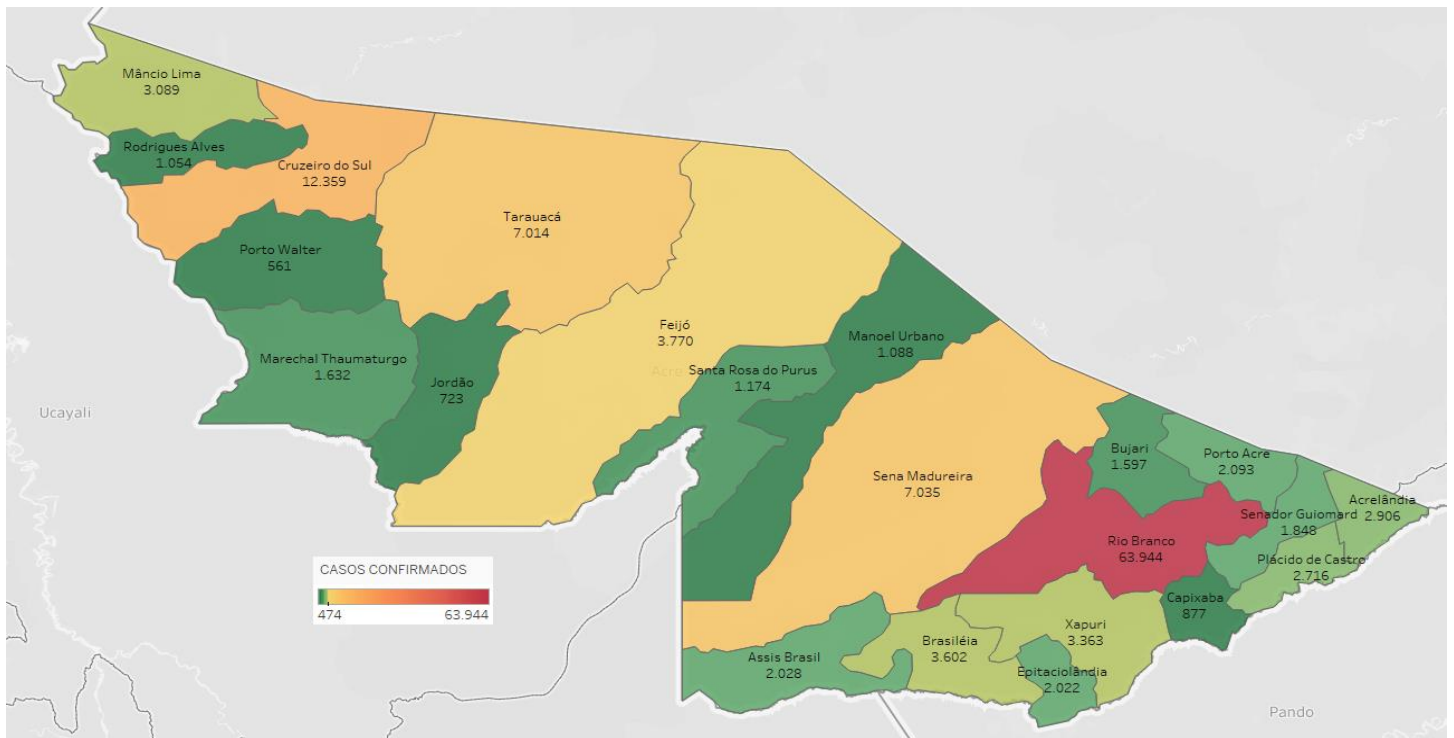 Mâncio Lima
3.089
Rodrigues Alves
1.054
Cruzeiro do Sul
12.359
Tarauacá
7.014
Porto Walter
561
Feijó
3.770
Manoel Urbano
1.088
Marechal Thaumaturgo
1.632
Jordão
723
Acre
Santa Rosa do Purus
1.174
Ucayali
Sena Madureira
7.035
Bujari
1.597
Porto Acre
2.093
Acrelândia
2.906
Senador Guiomard
1.848
Rio Branco
63.944
Plácido de Castro
2.716
CASOS CONFIRMADOS
474
63.944
Capixaba
877
Xapuri
3.363
Brasiléia
3.602
Assis Brasil
2.028
Epitaciolândia
2.022
Pando